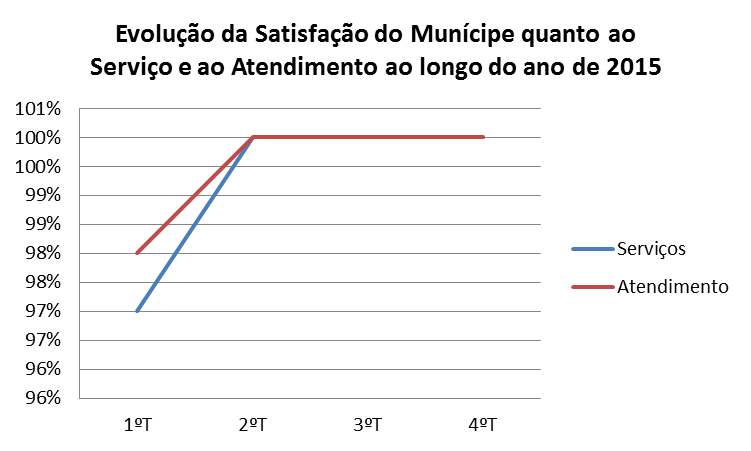 Evolução da Satisfação do Munícipe quanto ao
Serviço e ao Atendimento ao longo do ano de 2015
101%
100%
100%
99%
99%
98%
98%
97%
97%
96%
96%
1ºT 2ºT 3ºT 4ºT
Serviços
Atendimento